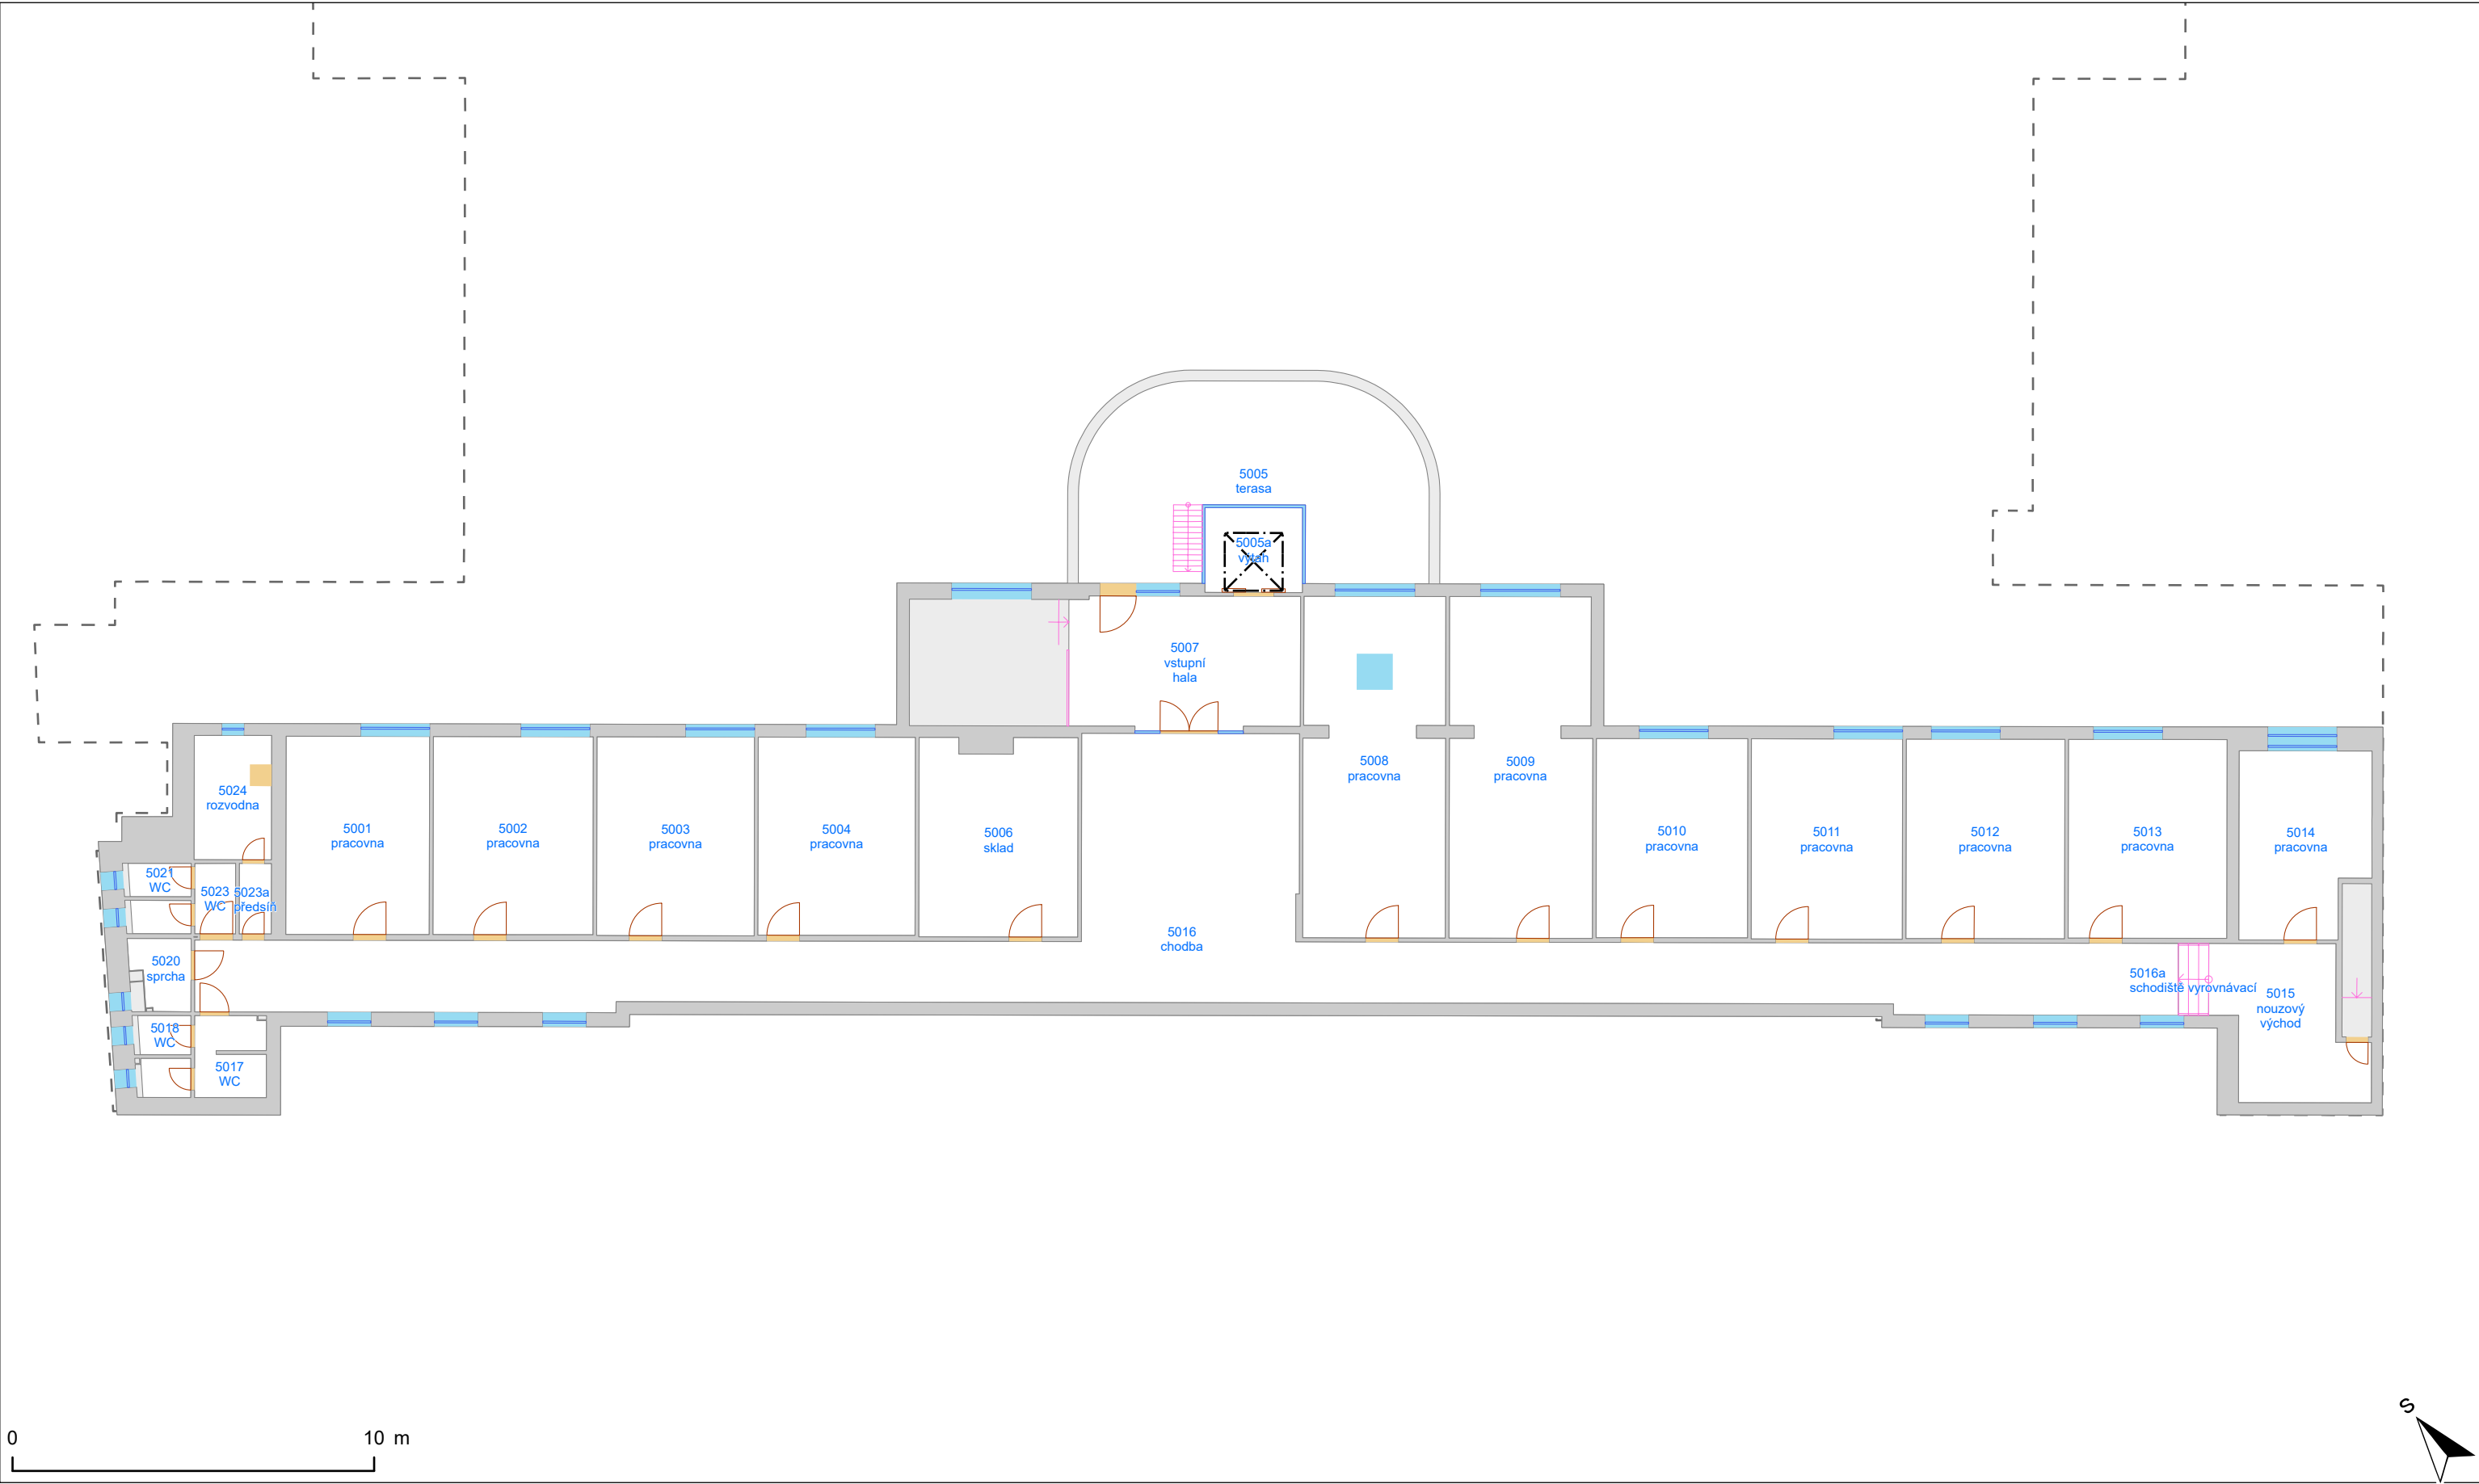 5005
terasa
5005a
výtah
5007
vstupní
hala
5008
pracovna
5009
pracovna
5024
rozvodna
5001
pracovna
5002
pracovna
5003
pracovna
5004
pracovna
5006
sklad
5010
pracovna
5011
pracovna
5012
pracovna
5013
pracovna
5014
pracovna
5021
WC
5023
WC
5023a
předsíň
5016
chodba
5020
sprcha
5016a
schodiště vyrovnávací
5015
nouzový
východ
5018
WC
5017
WC
S
0 10 m